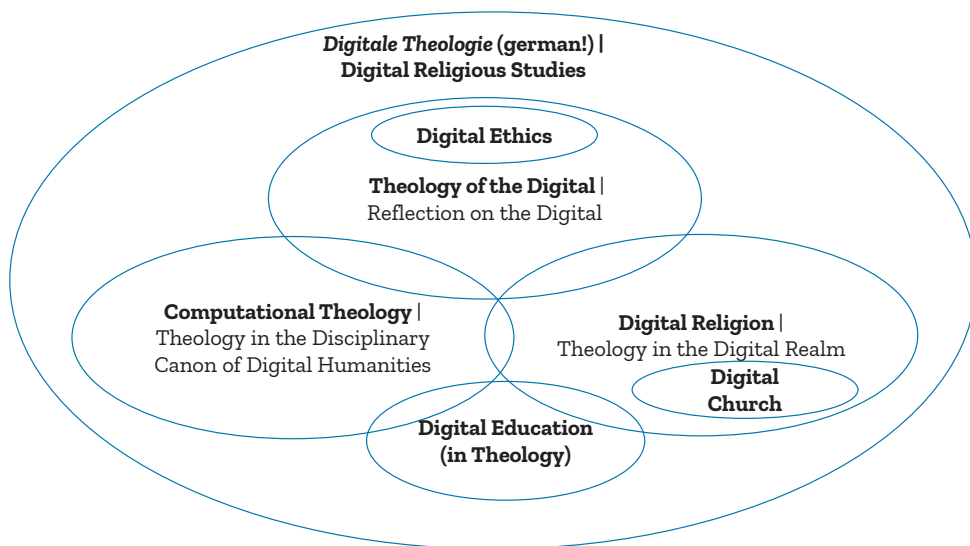 Digitale Theologie (german!) |
Digital Religious Studies
Digital Ethics
Theology of the Digital |
Reflection on the Digital
Computational Theology |
Theology in the Disciplinary
Canon of Digital Humanities
Digital Religion |
Theology in the Digital Realm
Digital
Church
Digital Education
(in Theology)